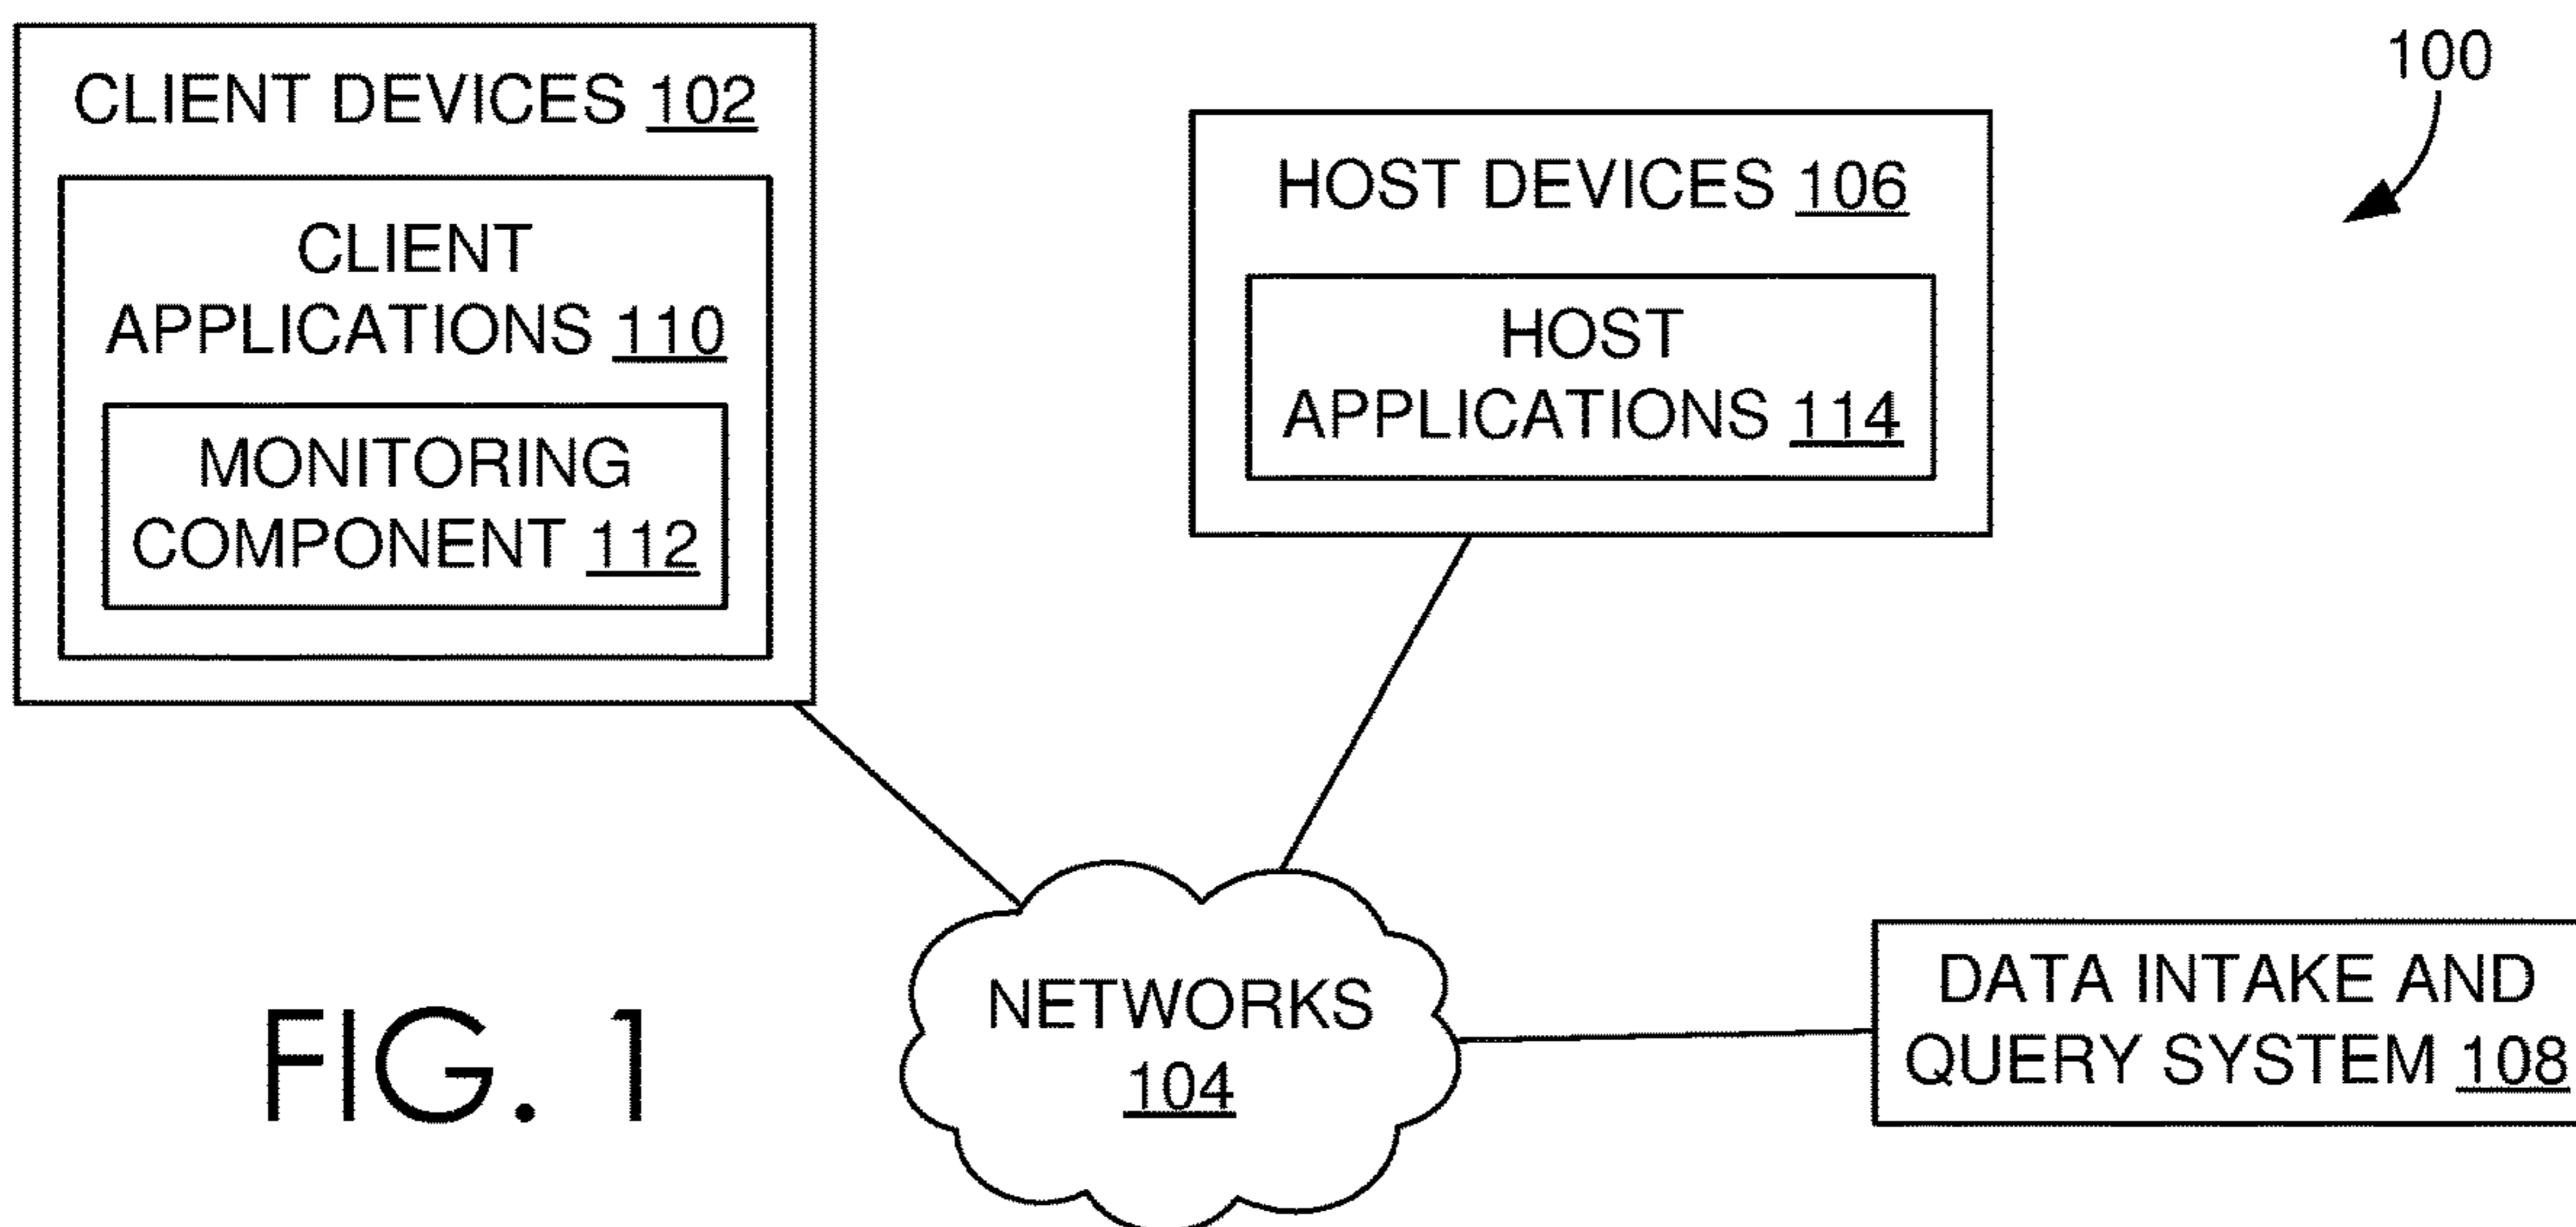 CLIENT DEVICES 102
CLIENT
APPLICATIONS 110
MONITORING
COMPONENT 112
HOST DEVICES 106
HOST
APPLICATIONS 114
100
NETWORKS
104
DATA INTAKE AND
QUERY SYSTEM 108
FIG. 1